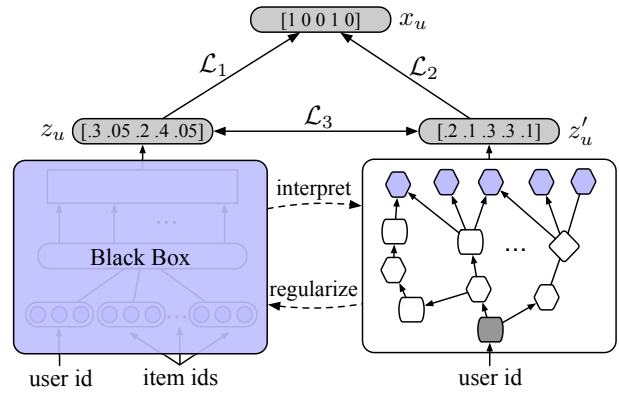 [1 0 0 1 0] x_u
ℒ_1 ℒ_2
z_u [.3 .05 .2 .4 .05] ℒ_3 [.2 .1 .3 .3 .1] z'_u
interpret
...
...
Black Box
regularize
...
user id item ids user id